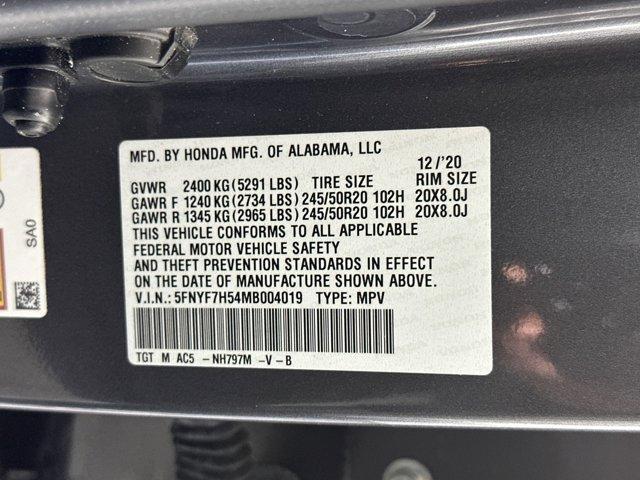 MFD. BY HONDA MFG. OF ALABAMA, LLC
12/'20
GVWR 2400 KG (5291 LBS) TIRE SIZE RIM SIZE
GAWR F 1240 KG (2734 LBS) 245/50R20 102H 20X8.0J
GAWR R 1345 KG (2965 LBS) 245/50R20 102H 20X8.0J
THIS VEHICLE CONFORMS TO ALL APPLICABLE
FEDERAL MOTOR VEHICLE SAFETY
AND THEFT PREVENTION STANDARDS IN EFFECT
ON THE DATE OF MANUFACTURE SHOWN ABOVE.
V.I.N.: 5FNYF7H54MB004019 TYPE: MPV
TGT M AC5 -NH797M -V-B
SA0